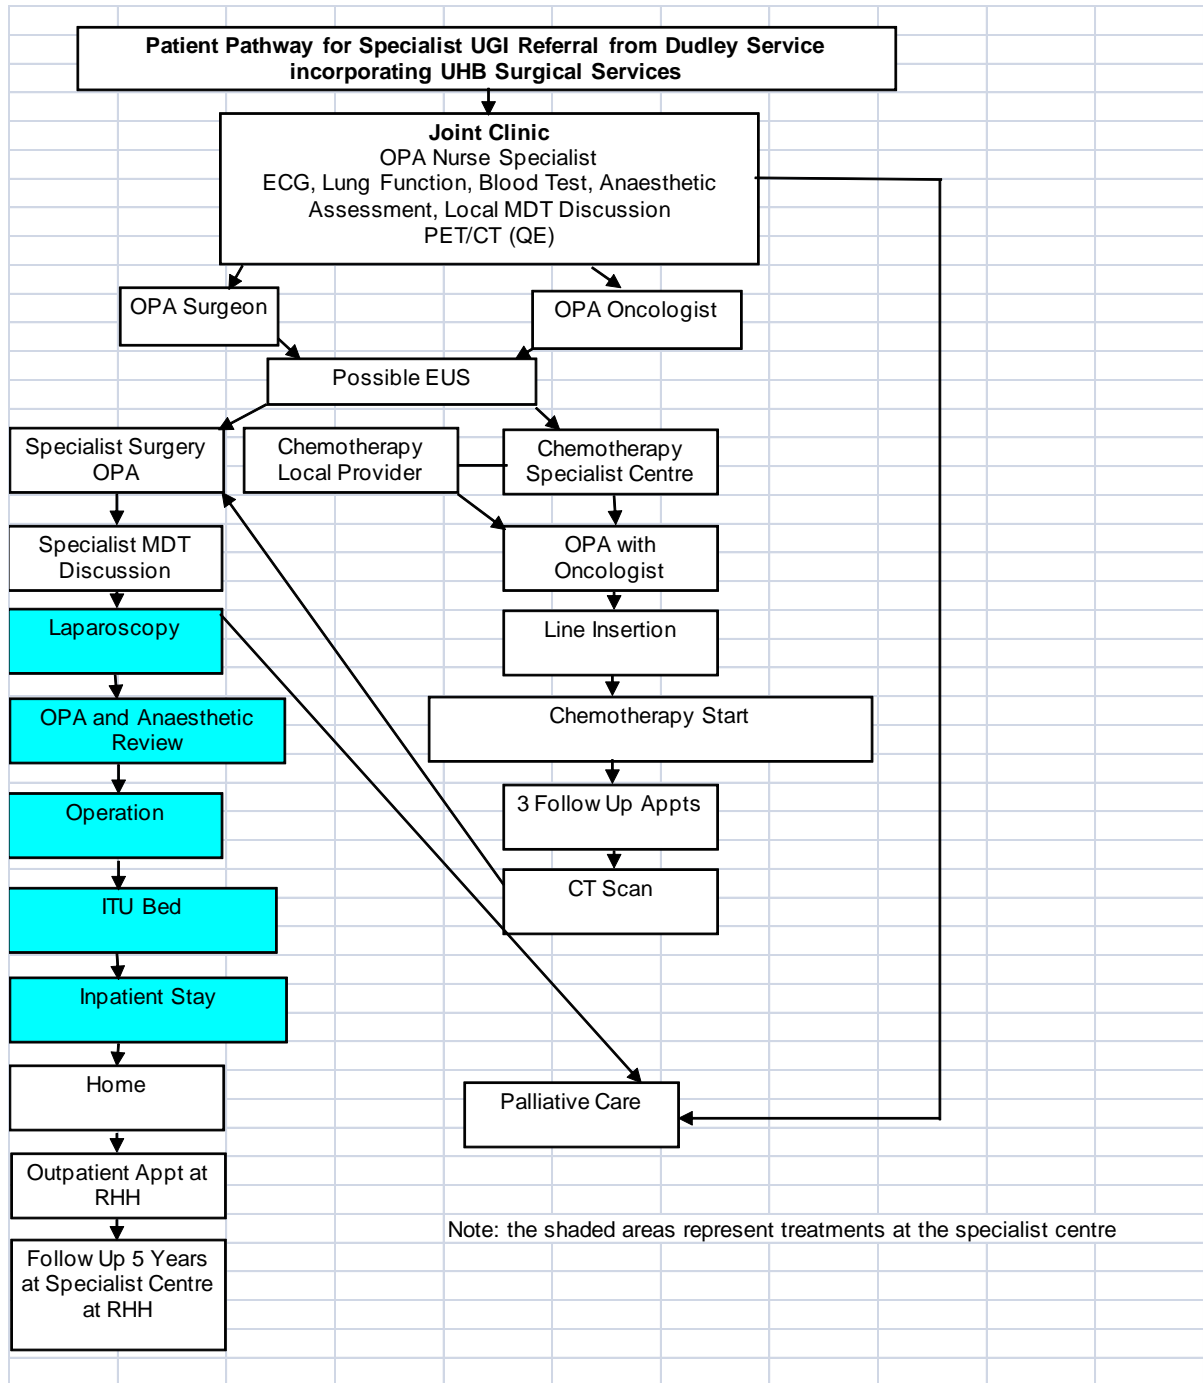 Patient Pathway for Specialist UGI Referral from Dudley Service
incorporating UHB Surgical Services
Joint Clinic
OPA Nurse Specialist
ECG, Lung Function, Blood Test, Anaesthetic
Assessment, Local MDT Discussion
PET/CT (QE)
OPA Surgeon
OPA Oncologist
Possible EUS
Specialist Surgery
OPA
Chemotherapy
Local Provider
Chemotherapy
Specialist Centre
Specialist MDT
Discussion
OPA with
Oncologist
Laparoscopy
Line Insertion
OPA and Anaesthetic
Review
Chemotherapy Start
Operation
3 Follow Up Appts
ITU Bed
CT Scan
Inpatient Stay
Home
Palliative Care
Outpatient Appt at
RHH
Note: the shaded areas represent treatments at the specialist centre
Follow Up 5 Years
at Specialist Centre
at RHH